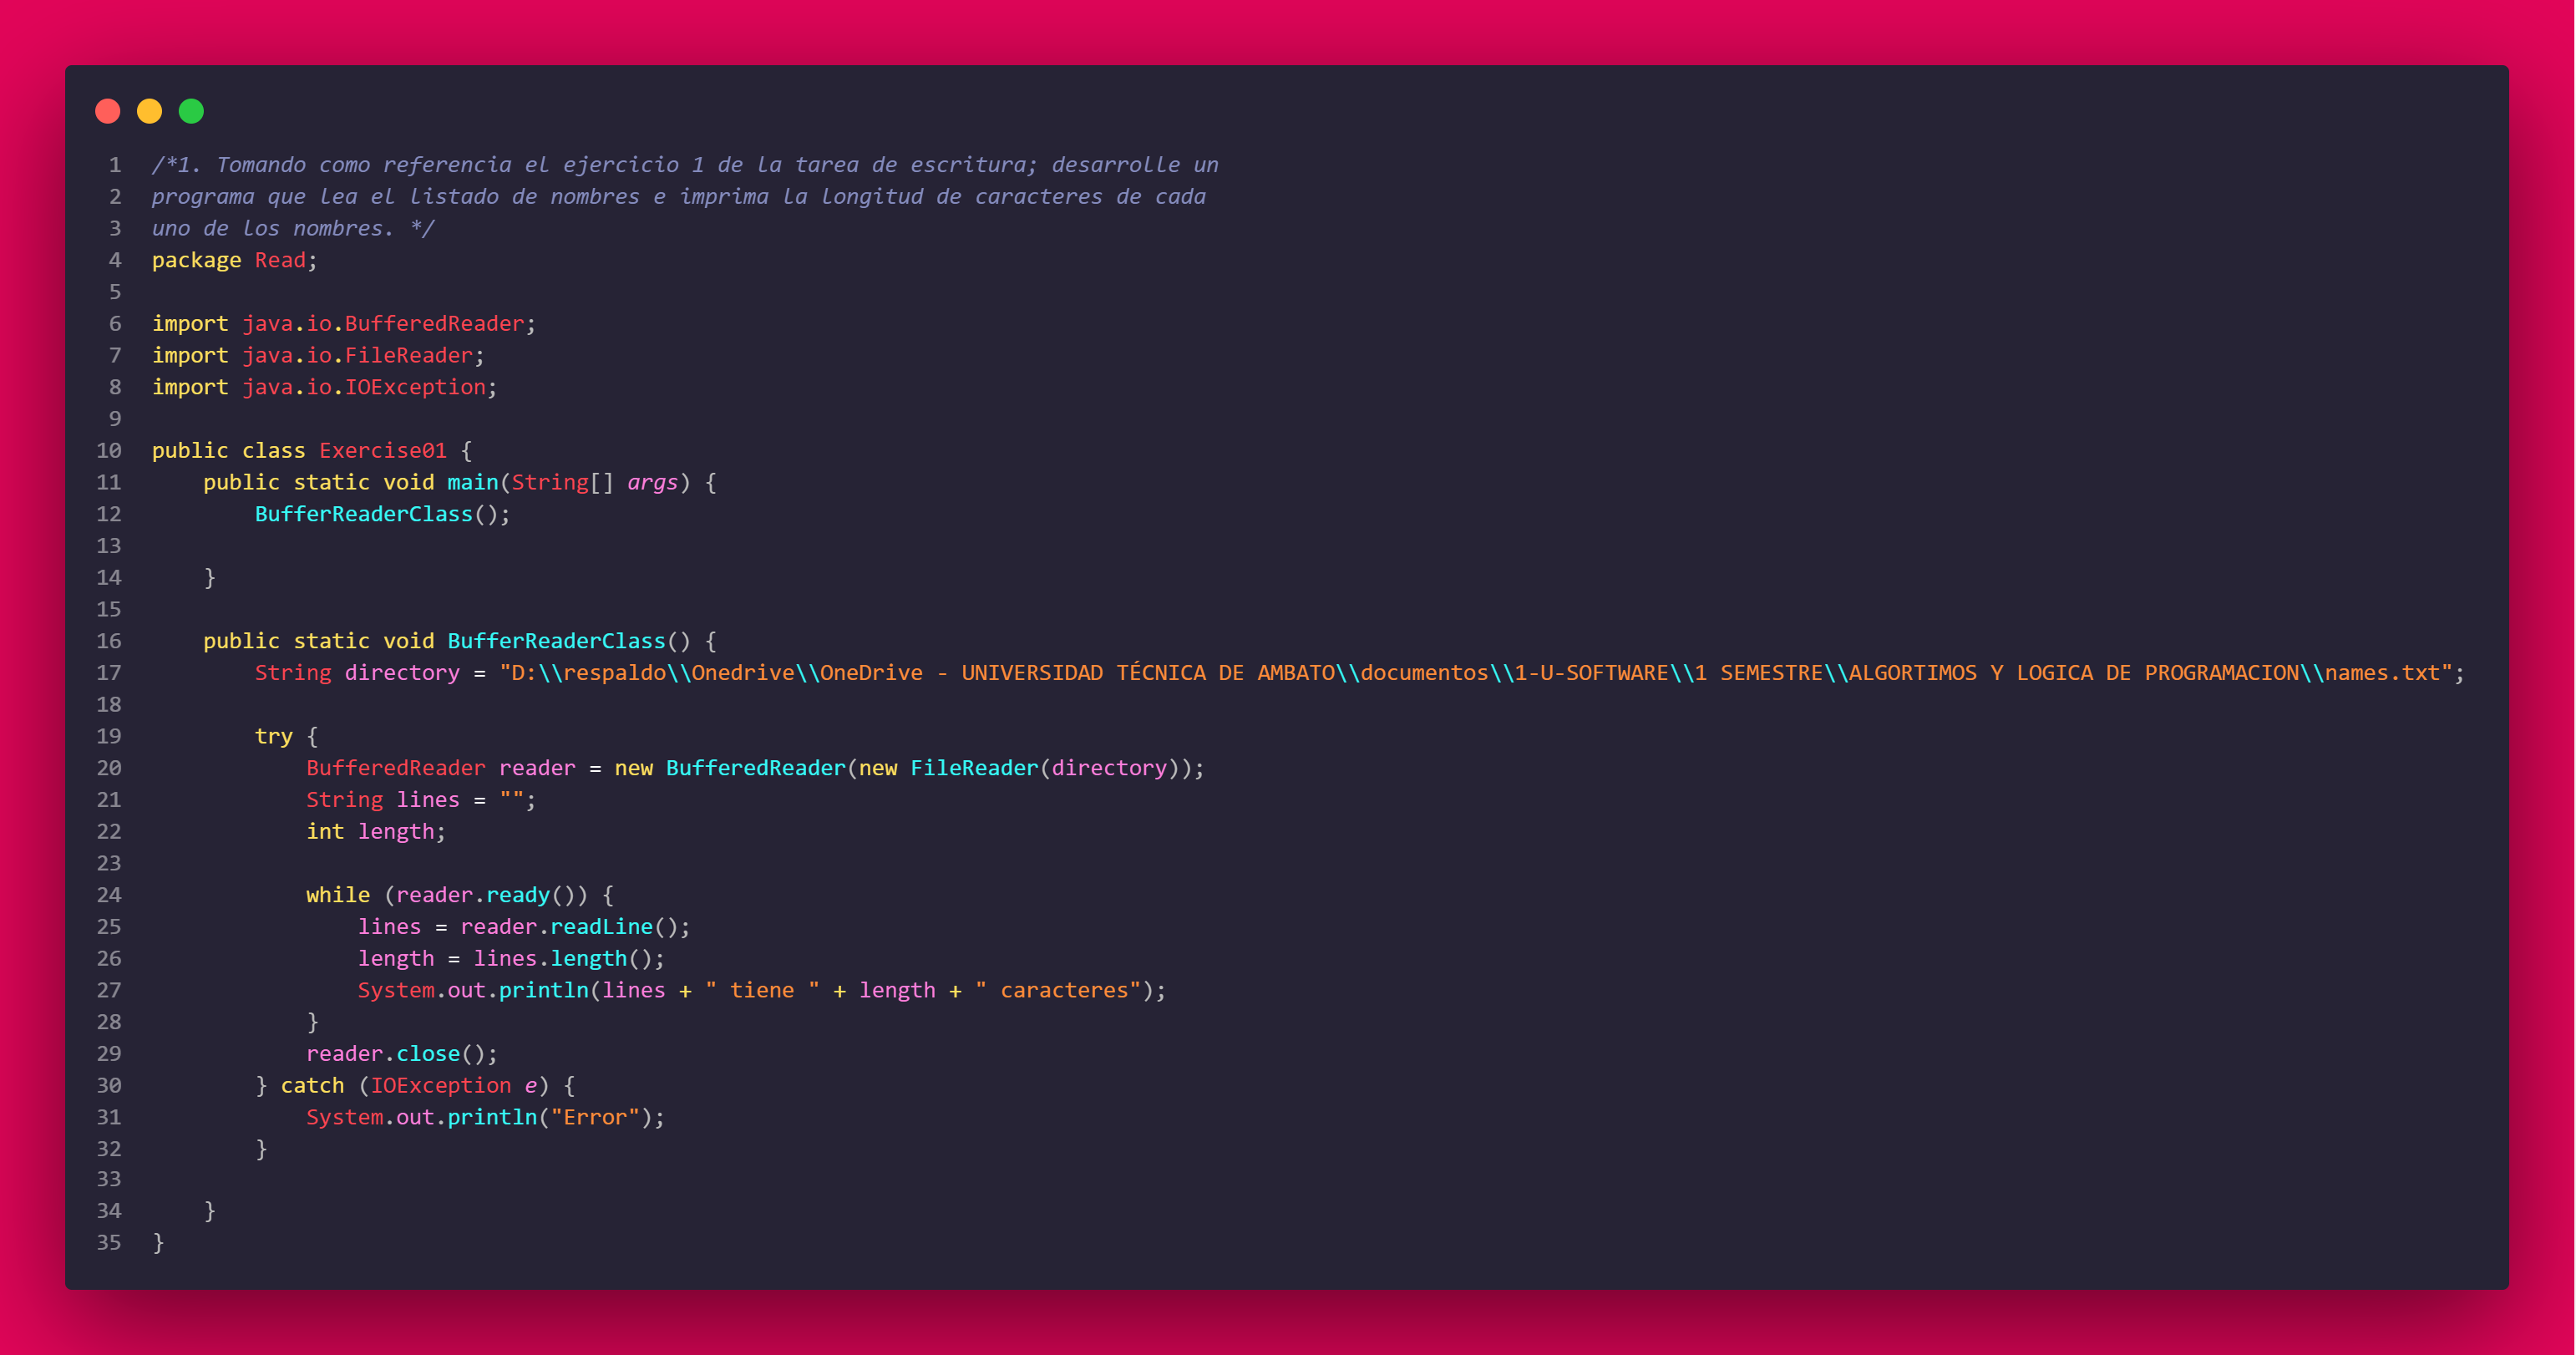 1 /*1. Tomando como referencia el ejercicio 1 de la tarea de escritura; desarrolle un
2 programa que lea el listado de nombres e imprima la longitud de caracteres de cada
3 uno de los nombres. */
4 package Read;
5
6 import java.io.BufferedReader;
7 import java.io.FileReader;
8 import java.io.IOException;
9
10 public class Exercise01 {
11     public static void main(String[] args) {
12         BufferReaderClass();
13
14     }
15
16     public static void BufferReaderClass() {
17         String directory = "D:\\respaldo\\Onedrive\\OneDrive - UNIVERSIDAD TÉCNICA DE AMBATO\\documentos\\1-U-SOFTWARE\\1 SEMESTRE\\ALGORTIMOS Y LOGICA DE PROGRAMACION\\names.txt";
18
19         try {
20             BufferedReader reader = new BufferedReader(new FileReader(directory));
21             String lines = "";
22             int length;
23
24             while (reader.ready()) {
25                 lines = reader.readLine();
26                 length = lines.length();
27                 System.out.println(lines + " tiene " + length + " caracteres");
28             }
29             reader.close();
30         } catch (IOException e) {
31             System.out.println("Error");
32         }
33
34     }
35 }